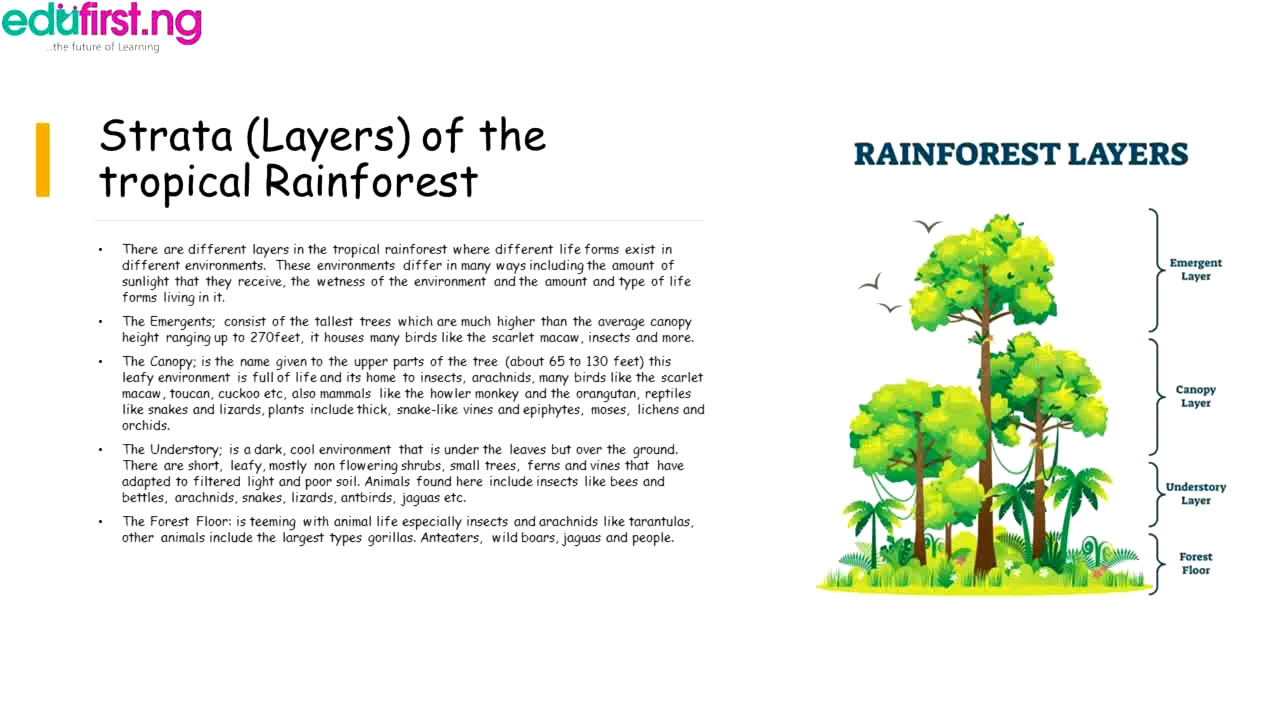 edufirst.ng
...the future of Learning
Strata (Layers) of the
tropical Rainforest
• There are different layers in the tropical rainforest where different life forms exist in
different environments. These environments differ in many ways including the amount of
sunlight that they receive, the wetness of the environment and the amount and type of life
forms living in it.
• The Emergents; consist of the tallest trees which are much higher than the average canopy
height ranging up to 270feet, it houses many birds like the scarlet macaw, insects and more.
• The Canopy; is the name given to the upper parts of the tree (about 65 to 130 feet) this
leafy environment is full of life and its home to insects, arachnids, many birds like the scarlet
macaw, toucan, cuckoo etc, also mammals like the howler monkey and the orangutan, reptiles
like snakes and lizards, plants include thick, snake-like vines and epiphytes, moses, lichens and
orchids.
• The Understory; is a dark, cool environment that is under the leaves but over the ground.
There are short, leafy, mostly non flowering shrubs, small trees, ferns and vines that have
adapted to filtered light and poor soil. Animals found here include insects like bees and
bettles, arachnids, snakes, lizards, antbirds, jaguas etc.
• The Forest Floor: is teeming with animal life especially insects and arachnids like tarantulas,
other animals include the largest types gorillas. Anteaters, wild boars, jaguas and people.
RAINFOREST LAYERS
Emergent
Layer
Canopy
Layer
Understory
Layer
Forest
Floor